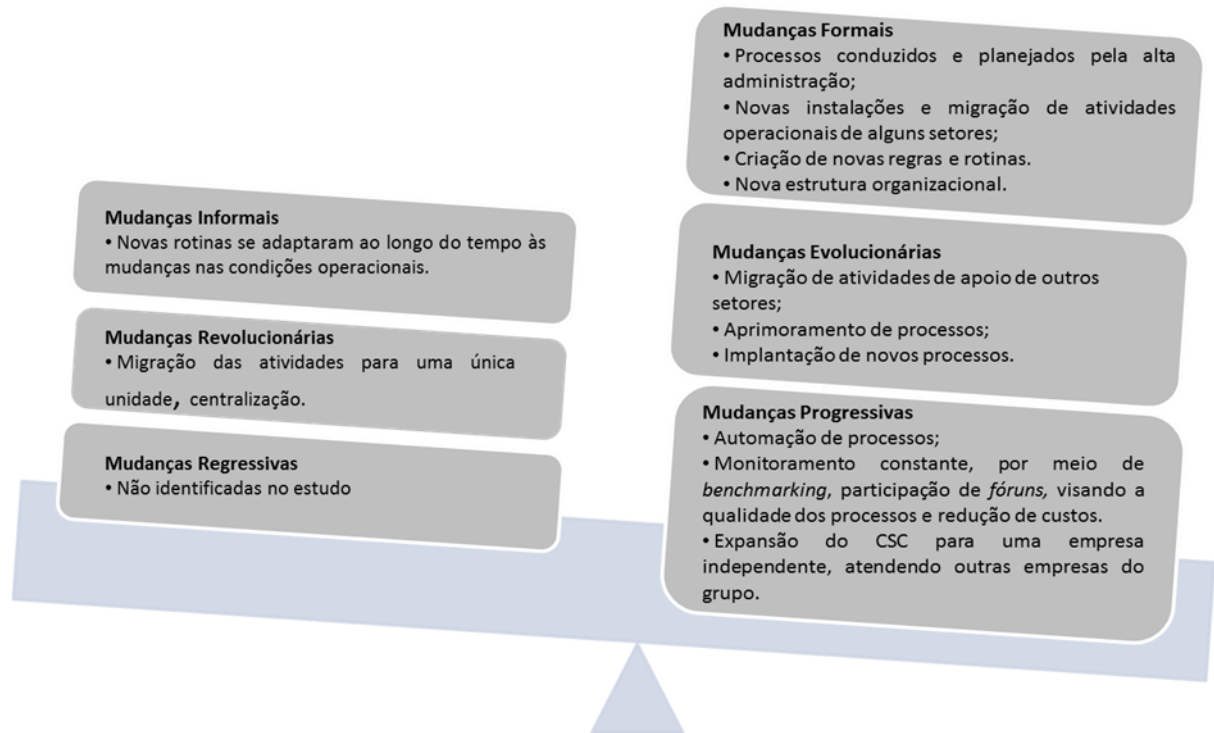 Mudanças Informais
• Novas rotinas se adaptaram ao longo do tempo às
mudanças nas condições operacionais.
Mudanças Revolucionárias
• Migração das atividades para uma única
unidade, centralização.
Mudanças Regressivas
• Não identificadas no estudo
Mudanças Formais
• Processos conduzidos e planejados pela alta
administração;
• Novas instalações e migração de atividades
operacionais de alguns setores;
• Criação de novas regras e rotinas.
• Nova estrutura organizacional.
Mudanças Evolucionárias
• Migração de atividades de apoio de outros
setores;
• Aprimoramento de processos;
• Implantação de novos processos.
Mudanças Progressivas
• Automação de processos;
• Monitoramento constante, por meio de
benchmarking, participação de fóruns, visando a
qualidade dos processos e redução de custos.
• Expansão do CSC para uma empresa
independente, atendendo outras empresas do
grupo.